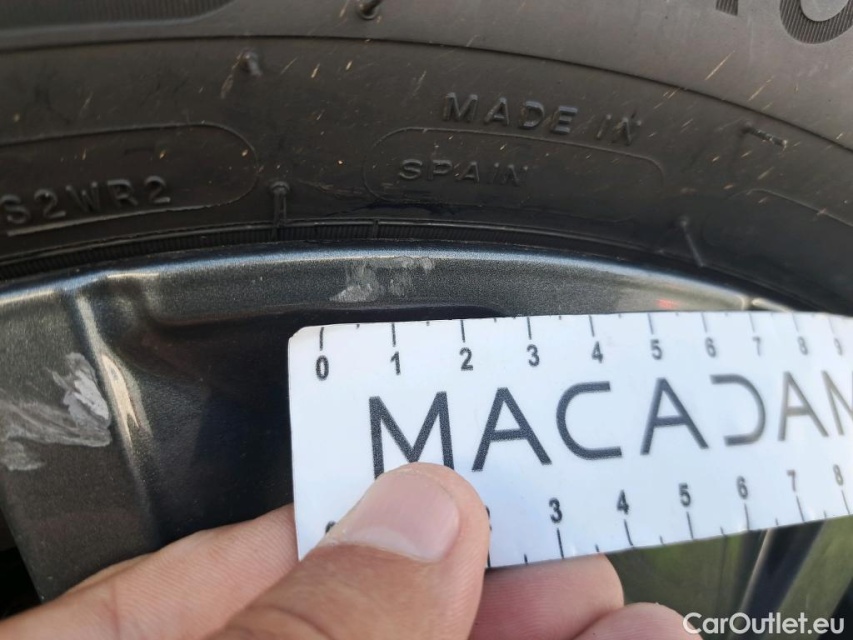 MADE IN
SPAIN
S2WR2
0 1 2 3 4 5 6 7 8 9
MACADAM
3 4 5 6 7 8
CarOutlet.eu